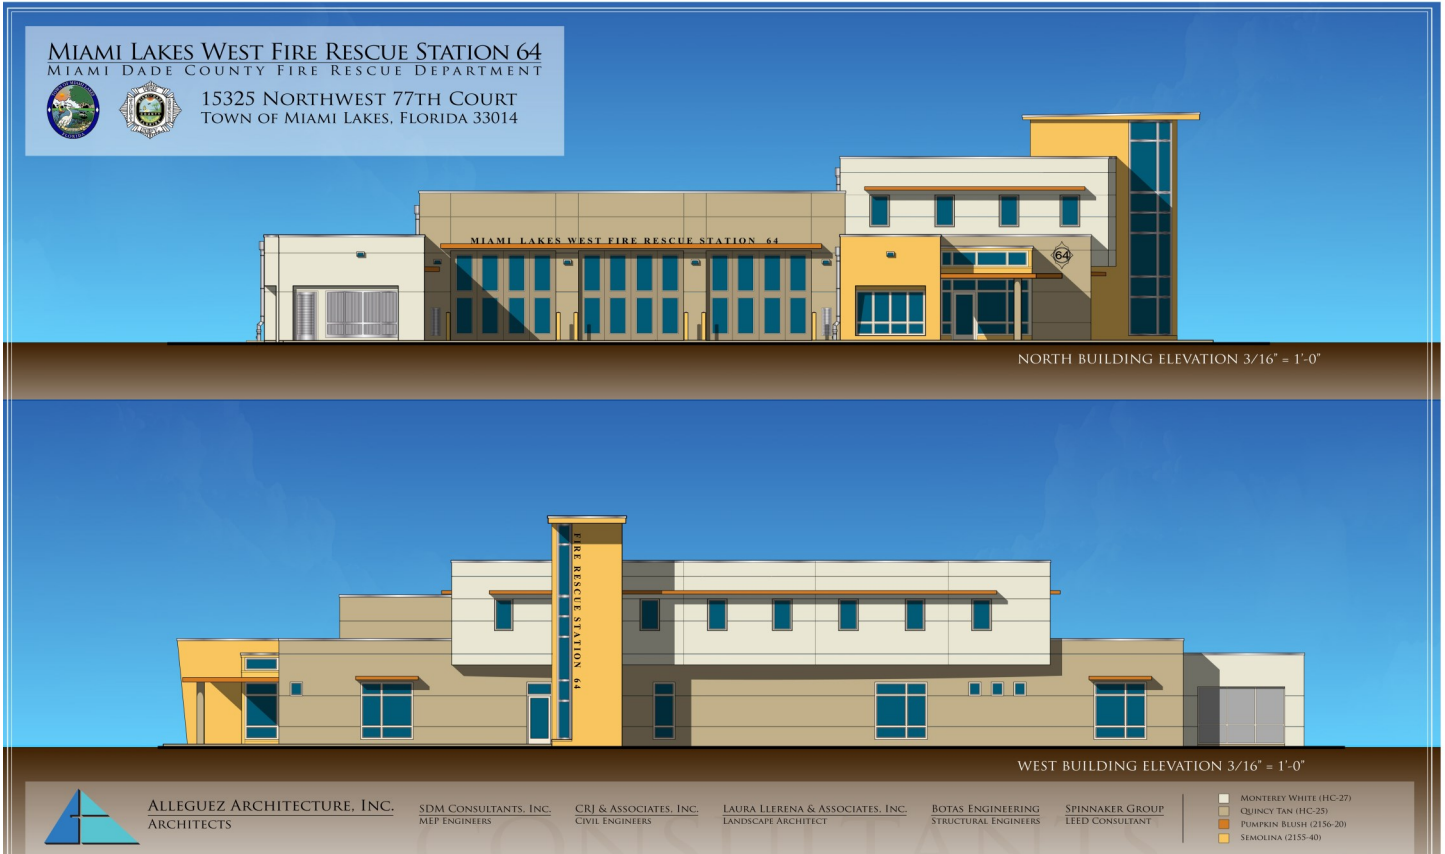 MIAMI LAKES WEST FIRE RESCUE STATION 64
MIAMI DADE COUNTY FIRE RESCUE DEPARTMENT
15325 NORTHWEST 77TH COURT
TOWN OF MIAMI LAKES, FLORIDA 33014
MIAMI LAKES WEST FIRE RESCUE STATION 64
64
NORTH BUILDING ELEVATION 3/16" = 1'-0"
FIRE RESCUE STATION 64
WEST BUILDING ELEVATION 3/16" = 1'-0"
ALLEGUEZ ARCHITECTURE, INC.
ARCHITECTS
SDM CONSULTANTS, INC.
MEP ENGINEERS
CRJ & ASSOCIATES, INC.
CIVIL ENGINEERS
LAURA LLERENA & ASSOCIATES, INC.
LANDSCAPE ARCHITECT
BOTAS ENGINEERING
STRUCTURAL ENGINEERS
SPINNAKER GROUP
LEED CONSULTANT
CONSULTANTS
MONTEREY WHITE (HC-27)
QUINCY TAN (HC-25)
PUMPKIN BLUSH (2156-20)
SEMOLINA (2155-40)